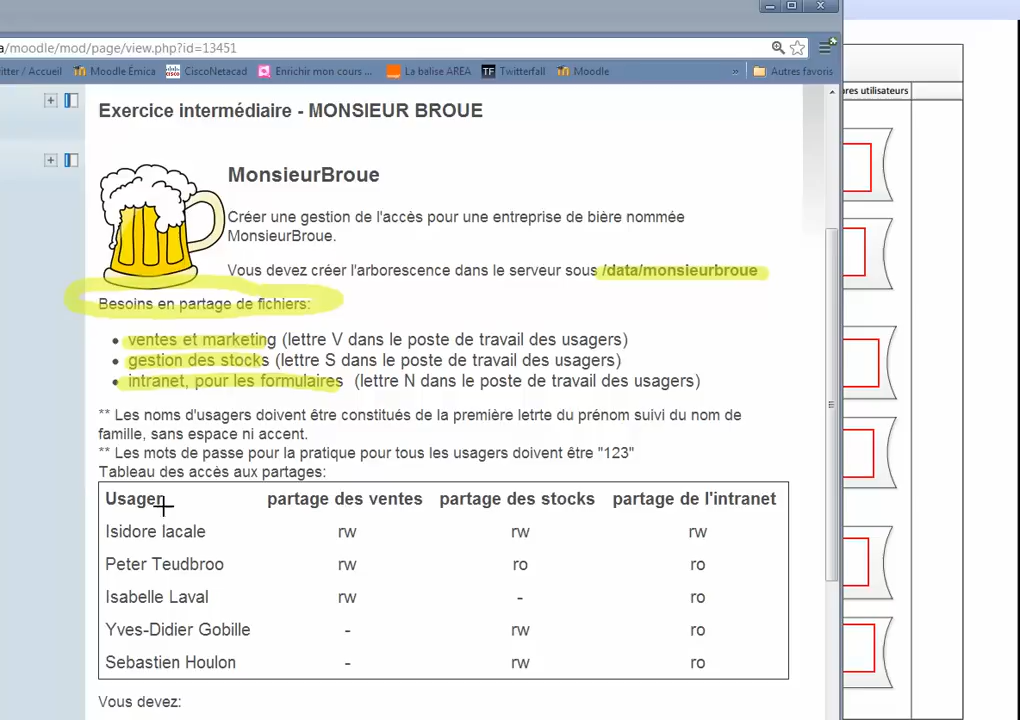 a/moodle/mod/page/view.php?id=13451
itter / Accueil Moodle Émica CiscoNetacad Enrichir mon cours ... La balise AREA Twitterfall Moodle » Autres favoris
res utilisateurs
Exercice intermédiaire - MONSIEUR BROUE
MonsieurBroue
Créer une gestion de l'accès pour une entreprise de bière nommée
MonsieurBroue.
Vous devez créer l'arborescence dans le serveur sous /data/monsieurbroue
Besoins en partage de fichiers:
• ventes et marketing (lettre V dans le poste de travail des usagers)
• gestion des stocks (lettre S dans le poste de travail des usagers)
• intranet, pour les formulaires (lettre N dans le poste de travail des usagers)
** Les noms d'usagers doivent être constitués de la première letrte du prénom suivi du nom de
famille, sans espace ni accent.
** Les mots de passe pour la pratique pour tous les usagers doivent être "123"
Tableau des accès aux partages:
Usager partage des ventes partage des stocks partage de l'intranet
Isidore lacale rw rw rw
Peter Teudbroo rw ro ro
Isabelle Laval rw - ro
Yves-Didier Gobille - rw ro
Sebastien Houlon - rw ro
Vous devez: